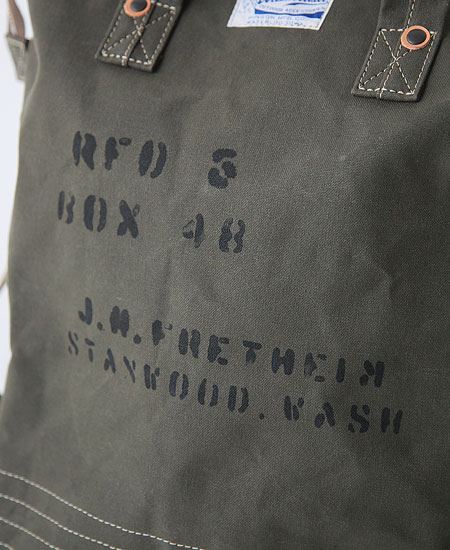 RFD 3
BOX 48
J.H.FRETHEIM
STANWOOD.WASH